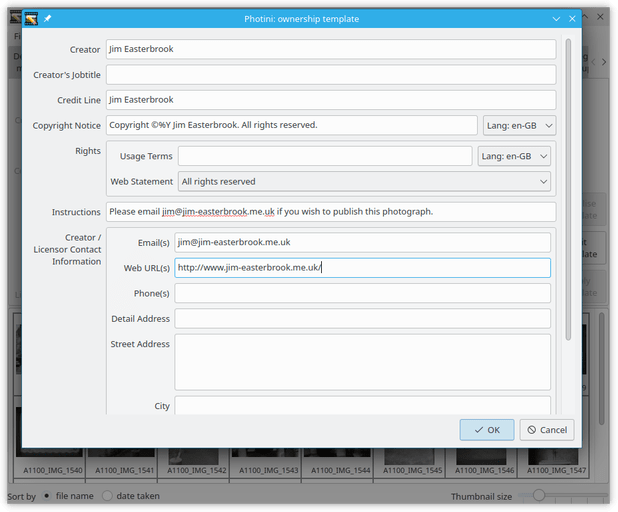 Photini: ownership template
Creator Jim Easterbrook
Creator's Jobtitle
Credit Line Jim Easterbrook
Copyright Notice Copyright ©%Y Jim Easterbrook. All rights reserved. Lang: en-GB
Rights
Usage Terms Lang: en-GB
Web Statement All rights reserved
Instructions Please email jim@jim-easterbrook.me.uk if you wish to publish this photograph.
Creator /
Licensor Contact
Information
Email(s) jim@jim-easterbrook.me.uk
Web URL(s) http://www.jim-easterbrook.me.uk/
Phone(s)
Detail Address
Street Address
City
OK Cancel
A1100_IMG_1540 A1100_IMG_1541 A1100_IMG_1542 A1100_IMG_1543 A1100_IMG_1544 A1100_IMG_1545 A1100_IMG_1546 A1100_IMG_1547
Sort by file name date taken Thumbnail size